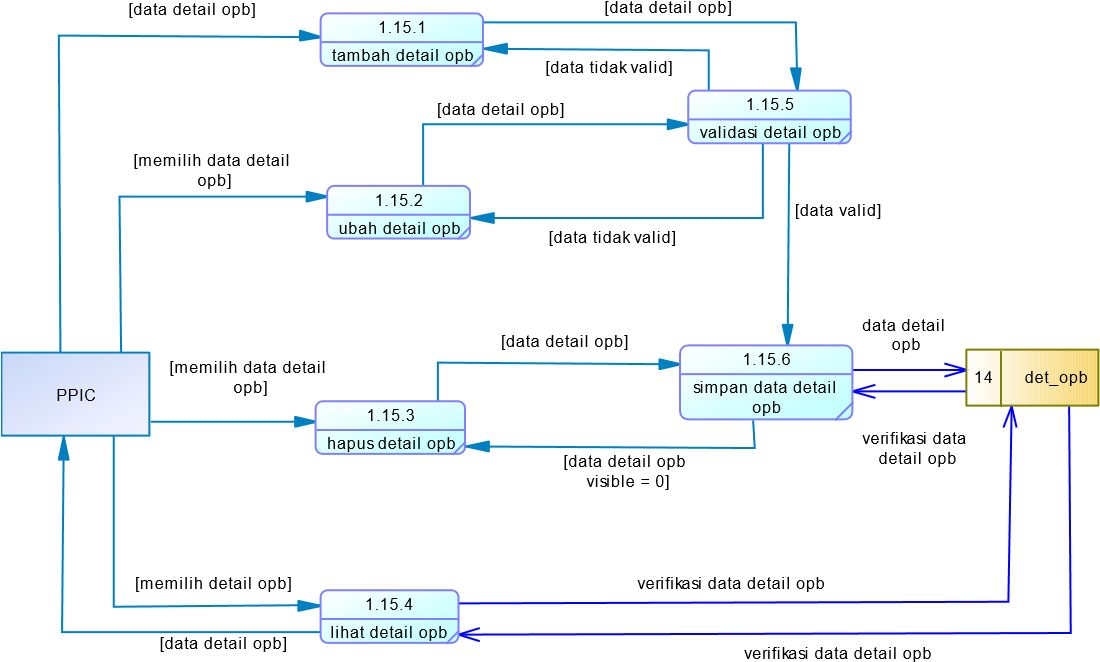 [data detail opb]
[data detail opb]
1.15.1
tambah detail opb
[data tidak valid]
1.15.5
validasi detail opb
[data detail opb]
[memilih data detail
opb]
1.15.2
ubah detail opb
[data valid]
[data tidak valid]
data detail
opb
[data detail opb]
1.15.6
simpan data detail
opb
14
det_opb
PPIC
[memilih data detail
opb]
1.15.3
hapus detail opb
verifikasi data
detail opb
[data detail opb
visible = 0]
[memilih detail opb]
verifikasi data detail opb
1.15.4
lihat detail opb
[data detail opb]
verifikasi data detail opb